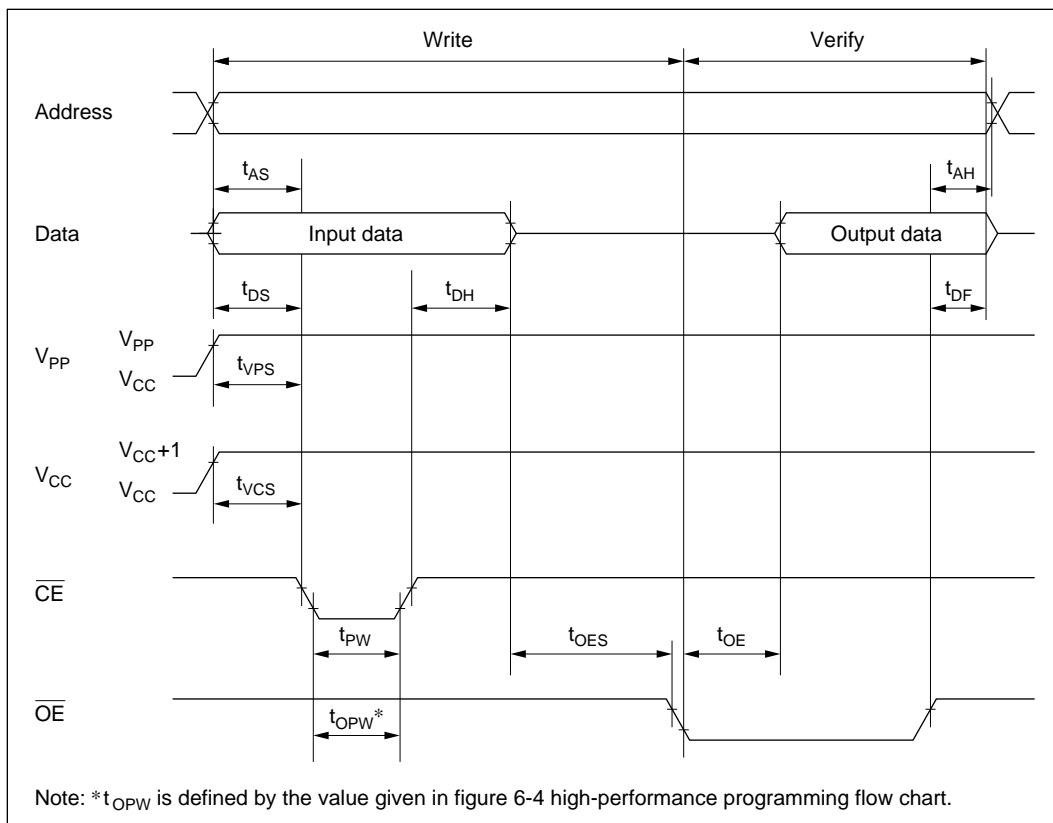 Write Verify
Address
tAS tAH
Data Input data Output data
tDS tDH tDF
VPP VPP
VCC
tVPS
VCC VCC+1
VCC
tVCS
CE
tPW
tOES tOE
OE
tOPW*
Note: *tOPW is defined by the value given in figure 6-4 high-performance programming flow chart.